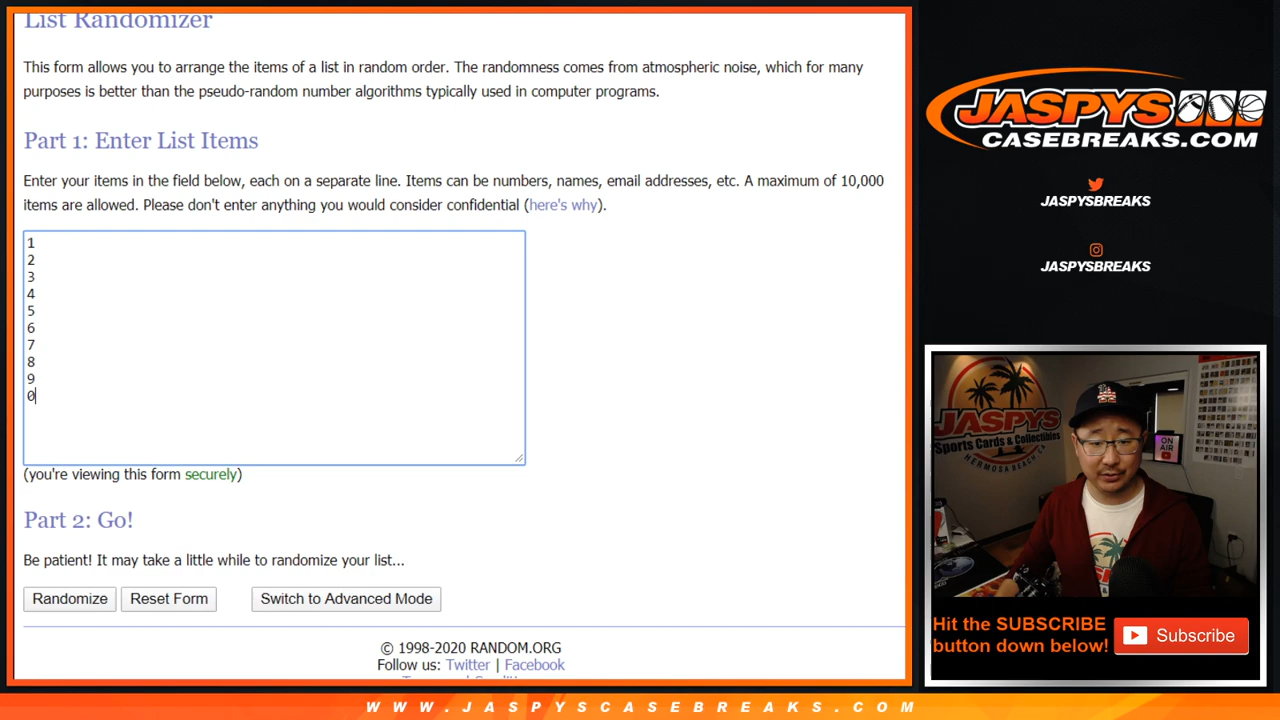 List Randomizer
This form allows you to arrange the items of a list in random order. The randomness comes from atmospheric noise, which for many
purposes is better than the pseudo-random number algorithms typically used in computer programs.
Part 1: Enter List Items
Enter your items in the field below, each on a separate line. Items can be numbers, names, email addresses, etc. A maximum of 10,000
items are allowed. Please don't enter anything you would consider confidential (here's why).
1
2
3
4
5
6
7
8
9
0
(you're viewing this form securely)
Part 2: Go!
Be patient! It may take a little while to randomize your list...
Randomize
Reset Form
Switch to Advanced Mode
© 1998-2020 RANDOM.ORG
Follow us: Twitter | Facebook
JASPYS
CASEBREAKS.COM
JASPYSBREAKS
JASPYSBREAKS
JASPYS
Sports Cards & Collectibles
HERMOSA BEACH, CA
ON AIR
Hit the SUBSCRIBE
button down below!
Subscribe
WWW.JASPYSCASEBREAKS.COM